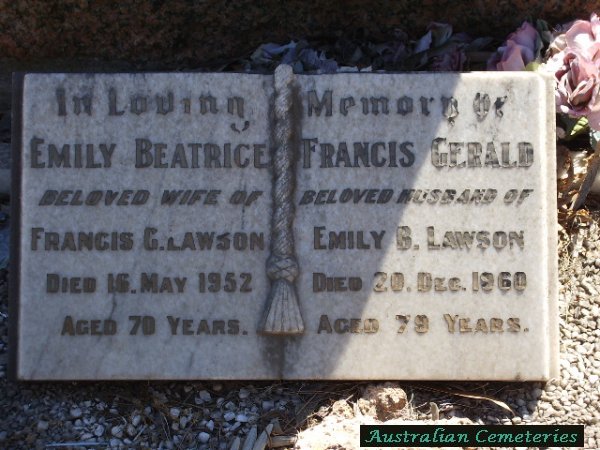 In Loving Memory of
EMILY BEATRICE
BELOVED WIFE OF
FRANCIS G. LAWSON
DIED 16. MAY 1952
AGED 70 YEARS.
FRANCIS GERALD
BELOVED HUSBAND OF
EMILY B. LAWSON
DIED 20. DEC. 1960
AGED 79 YEARS.
Australian Cemeteries